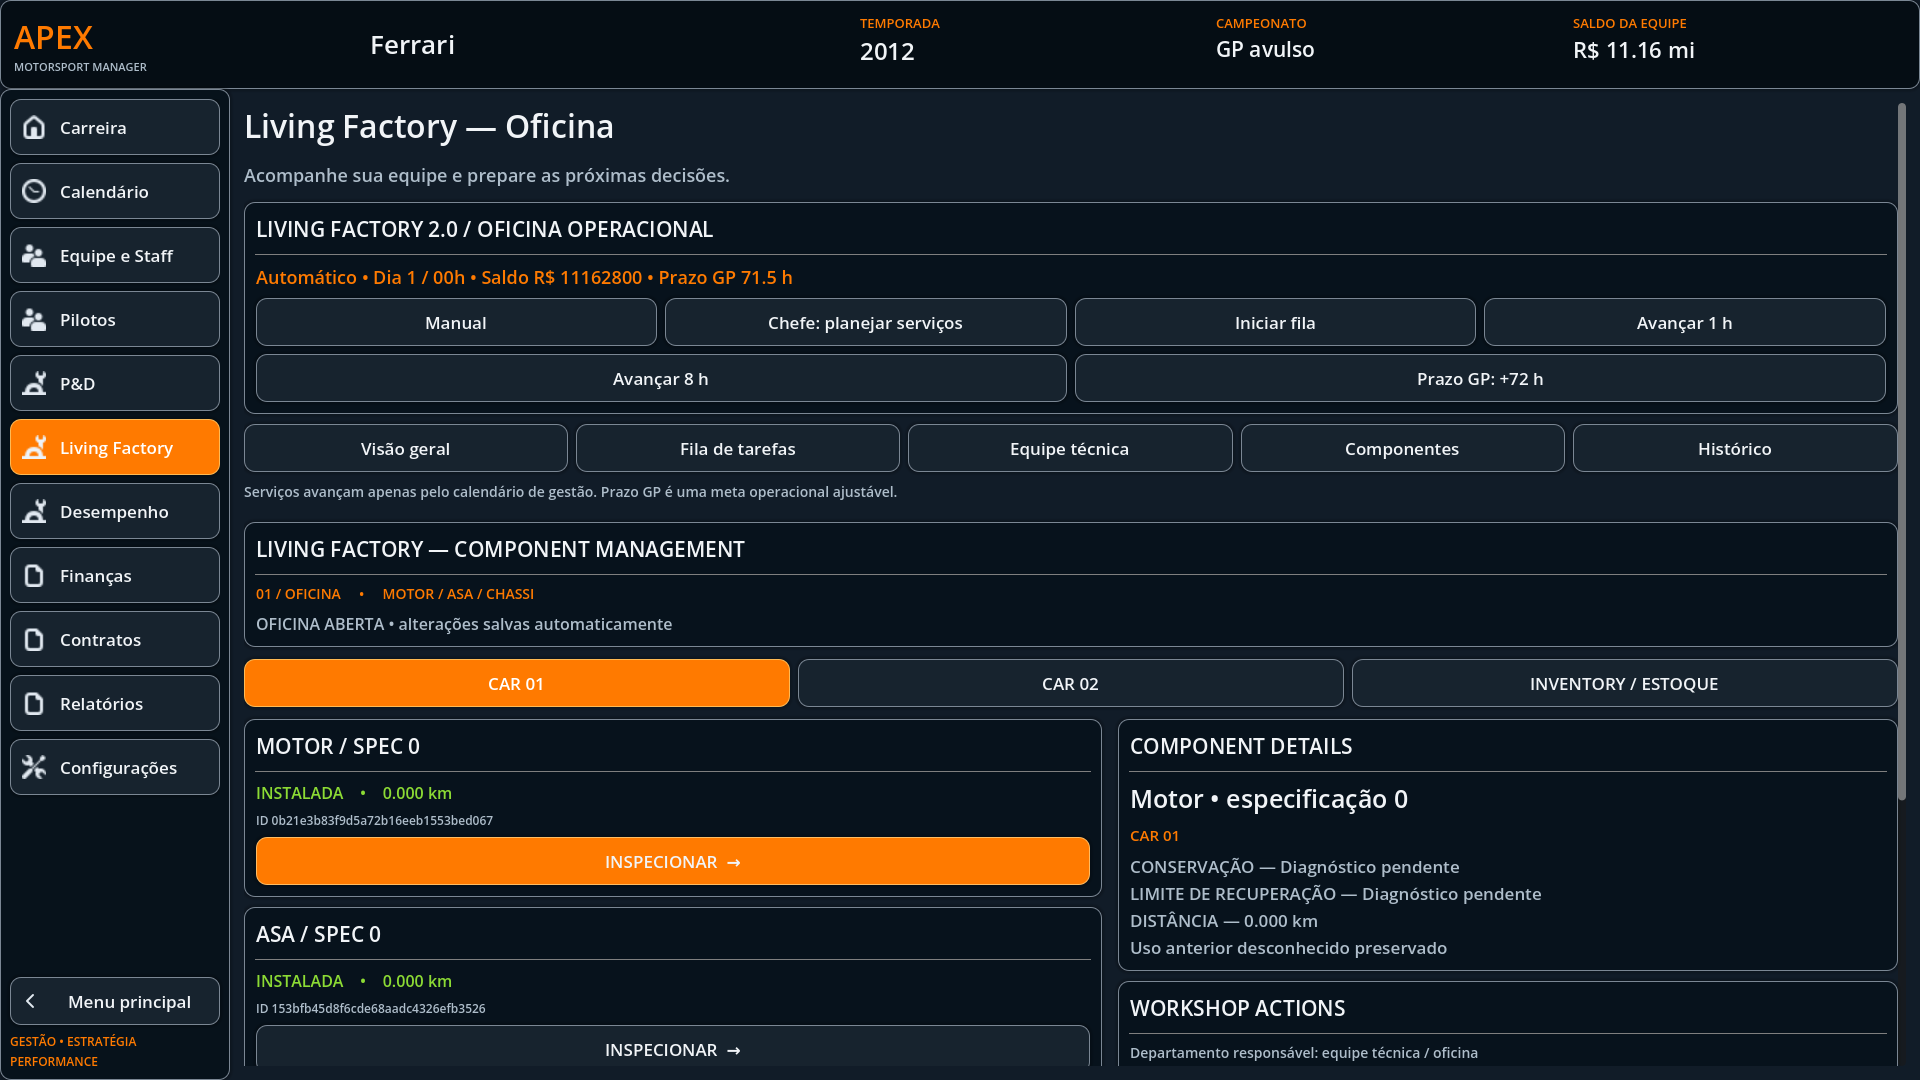 APEX
MOTORSPORT MANAGER
Ferrari
TEMPORADA
2012
CAMPEONATO
GP avulso
SALDO DA EQUIPE
R$ 11.16 mi
Carreira
Calendário
Equipe e Staff
Pilotos
P&D
Living Factory
Desempenho
Finanças
Contratos
Relatórios
Configurações
Menu principal
GESTÃO • ESTRATÉGIA
PERFORMANCE
Living Factory — Oficina
Acompanhe sua equipe e prepare as próximas decisões.
LIVING FACTORY 2.0 / OFICINA OPERACIONAL
Automático • Dia 1 / 00h • Saldo R$ 11162800 • Prazo GP 71.5 h
Manual
Chefe: planejar serviços
Iniciar fila
Avançar 1 h
Avançar 8 h
Prazo GP: +72 h
Visão geral
Fila de tarefas
Equipe técnica
Componentes
Histórico
Serviços avançam apenas pelo calendário de gestão. Prazo GP é uma meta operacional ajustável.
LIVING FACTORY — COMPONENT MANAGEMENT
01 / OFICINA • MOTOR / ASA / CHASSI
OFICINA ABERTA • alterações salvas automaticamente
CAR 01
CAR 02
INVENTORY / ESTOQUE
MOTOR / SPEC 0
INSTALADA • 0.000 km
ID 0b21e3b83f9d5a72b16eeb1553bed067
INSPECIONAR →
ASA / SPEC 0
INSTALADA • 0.000 km
ID 153bfb45d8f6cde68aadc4326efb3526
INSPECIONAR →
COMPONENT DETAILS
Motor • especificação 0
CAR 01
CONSERVAÇÃO — Diagnóstico pendente
LIMITE DE RECUPERAÇÃO — Diagnóstico pendente
DISTÂNCIA — 0.000 km
Uso anterior desconhecido preservado
WORKSHOP ACTIONS
Departamento responsável: equipe técnica / oficina